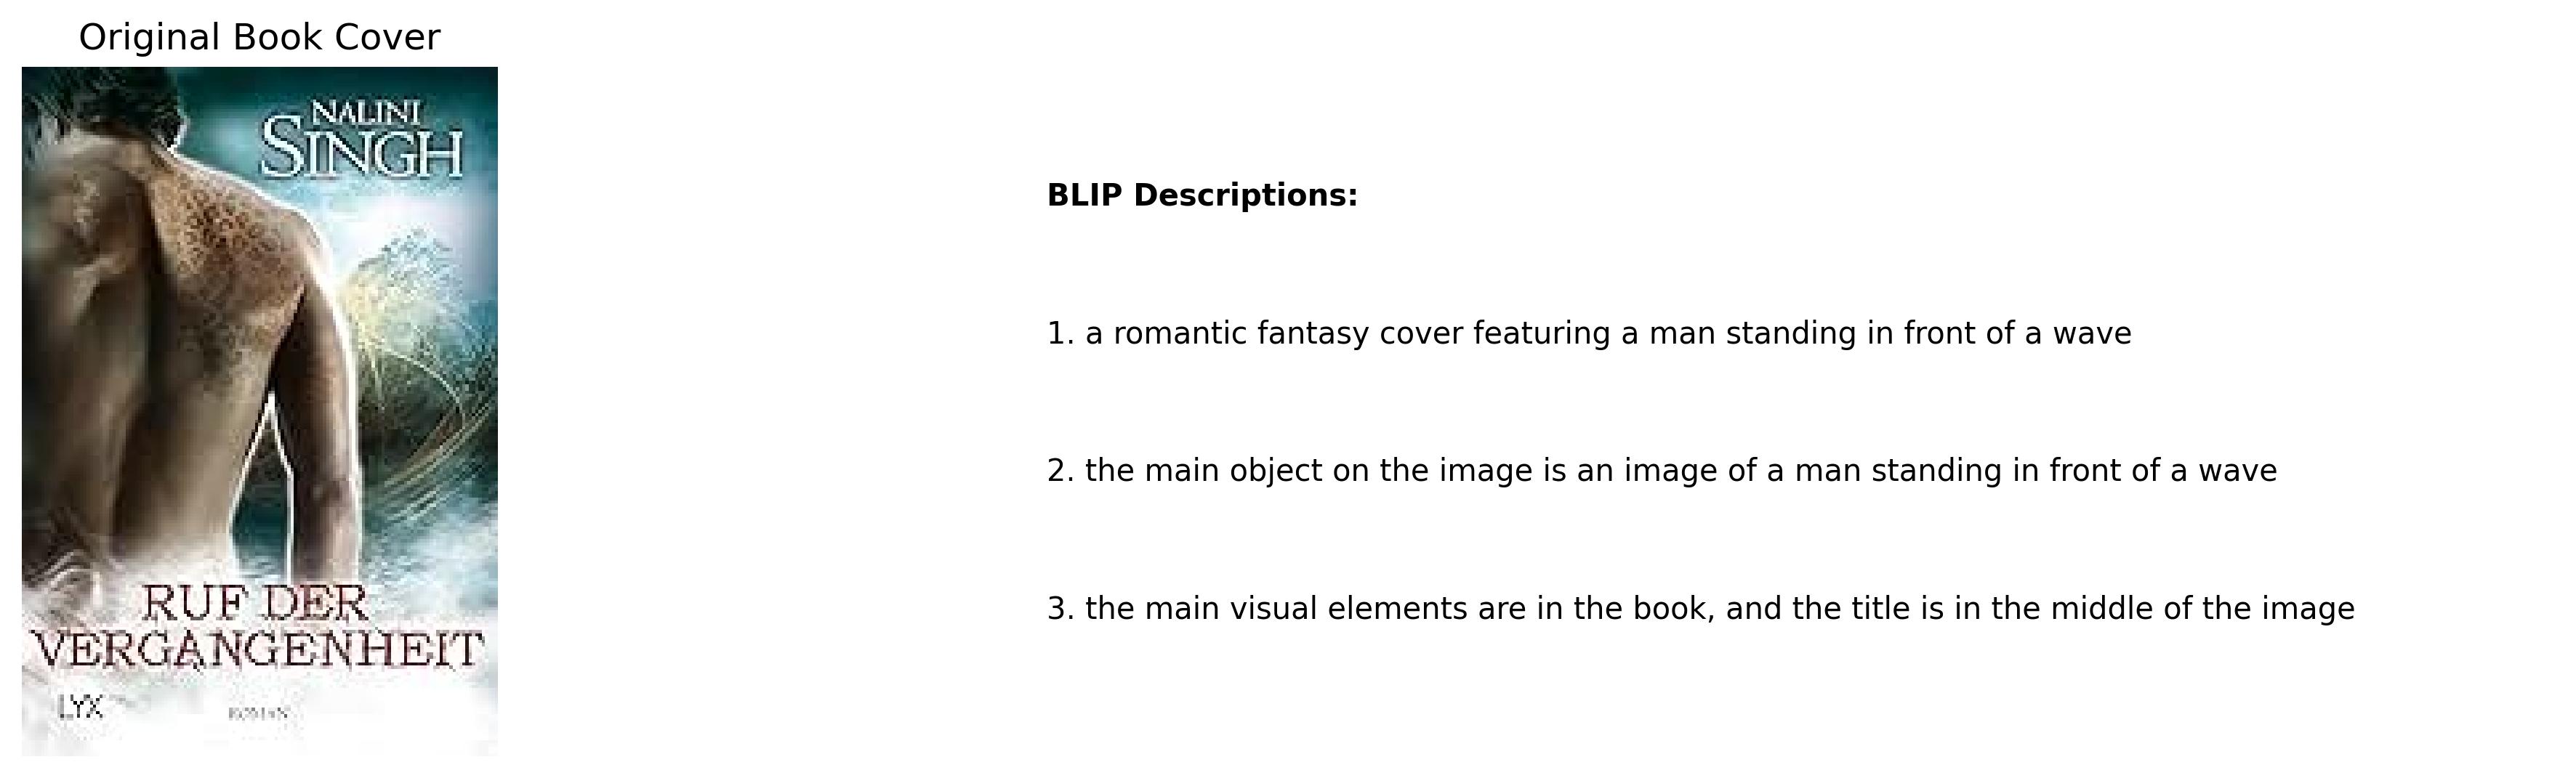 Original Book Cover
NALINI
SINGH
RUF DER
VERGANGENHEIT
LYX
ROMAN
BLIP Descriptions:
1. a romantic fantasy cover featuring a man standing in front of a wave
2. the main object on the image is an image of a man standing in front of a wave
3. the main visual elements are in the book, and the title is in the middle of the image